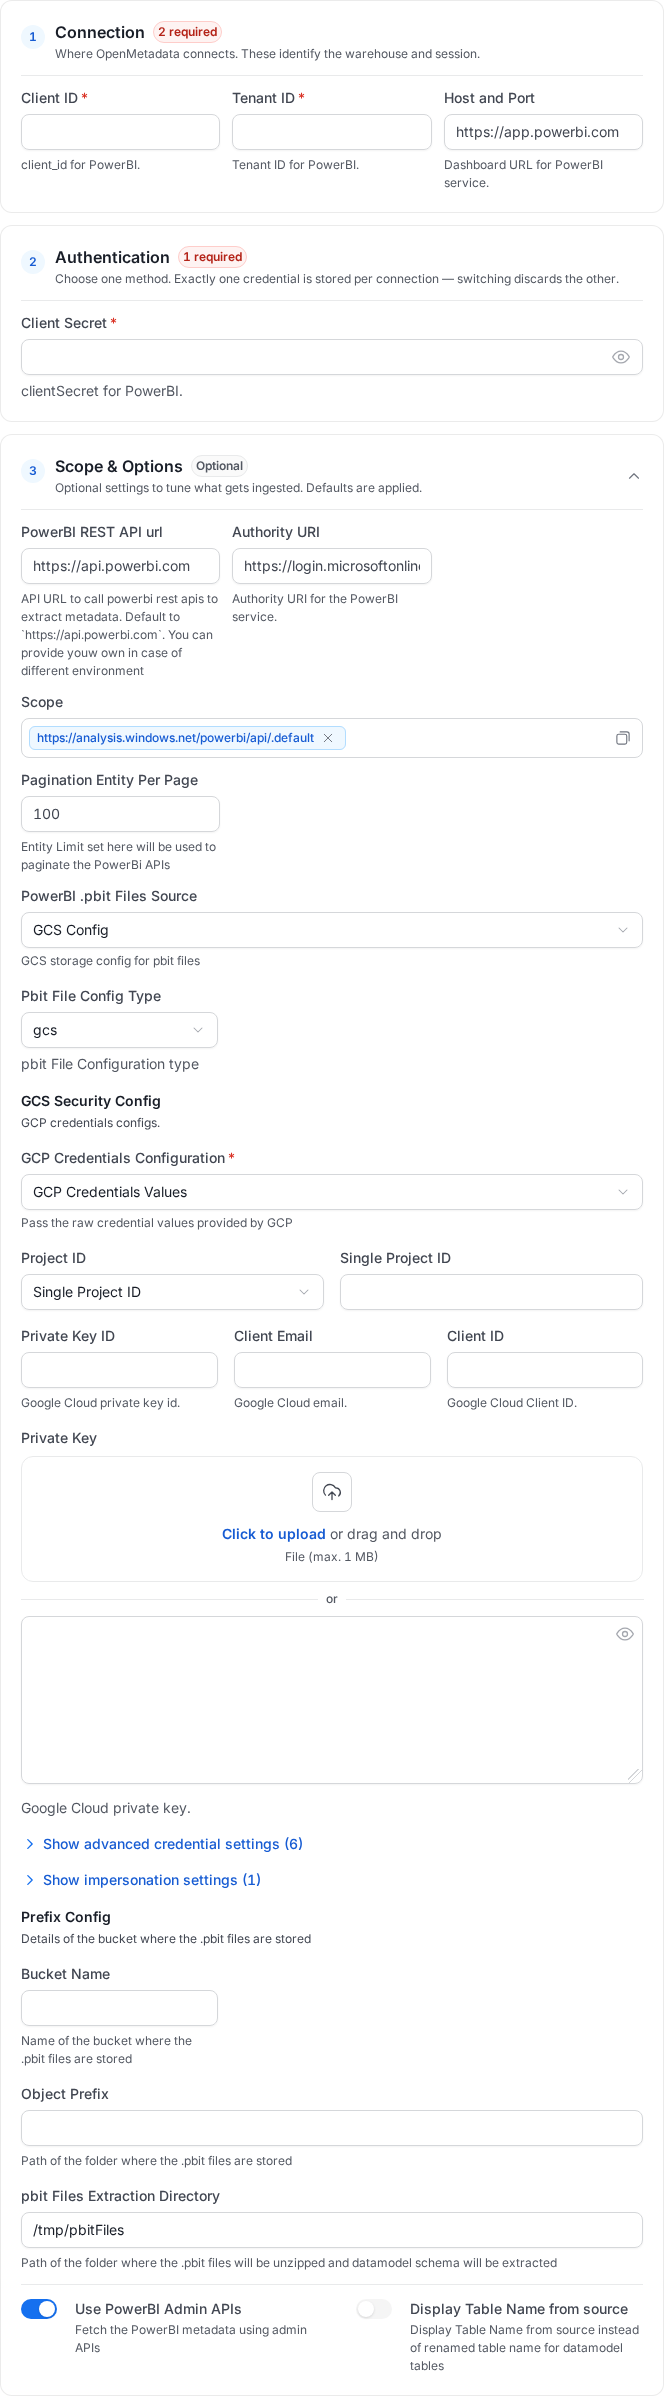 1 Connection 2 required
Where OpenMetadata connects. These identify the warehouse and session.
Client ID * Tenant ID * Host and Port
https://app.powerbi.com
client_id for PowerBI. Tenant ID for PowerBI. Dashboard URL for PowerBI
service.
2 Authentication 1 required
Choose one method. Exactly one credential is stored per connection — switching discards the other.
Client Secret *
clientSecret for PowerBI.
3 Scope & Options Optional
Optional settings to tune what gets ingested. Defaults are applied.
PowerBI REST API url Authority URI
https://api.powerbi.com https://login.microsoftonline
API URL to call powerbi rest apis to Authority URI for the PowerBI
extract metadata. Default to service.
`https://api.powerbi.com`. You can
provide youw own in case of
different environment
Scope
https://analysis.windows.net/powerbi/api/.default
Pagination Entity Per Page
100
Entity Limit set here will be used to
paginate the PowerBi APIs
PowerBI .pbit Files Source
GCS Config
GCS storage config for pbit files
Pbit File Config Type
gcs
pbit File Configuration type
GCS Security Config
GCP credentials configs.
GCP Credentials Configuration *
GCP Credentials Values
Pass the raw credential values provided by GCP
Project ID Single Project ID
Single Project ID
Private Key ID Client Email Client ID
Google Cloud private key id. Google Cloud email. Google Cloud Client ID.
Private Key
Click to upload or drag and drop
File (max. 1 MB)
or
Google Cloud private key.
Show advanced credential settings (6)
Show impersonation settings (1)
Prefix Config
Details of the bucket where the .pbit files are stored
Bucket Name
Name of the bucket where the
.pbit files are stored
Object Prefix
Path of the folder where the .pbit files are stored
pbit Files Extraction Directory
/tmp/pbitFiles
Path of the folder where the .pbit files will be unzipped and datamodel schema will be extracted
Use PowerBI Admin APIs Display Table Name from source
Fetch the PowerBI metadata using admin Display Table Name from source instead
APIs of renamed table name for datamodel
tables